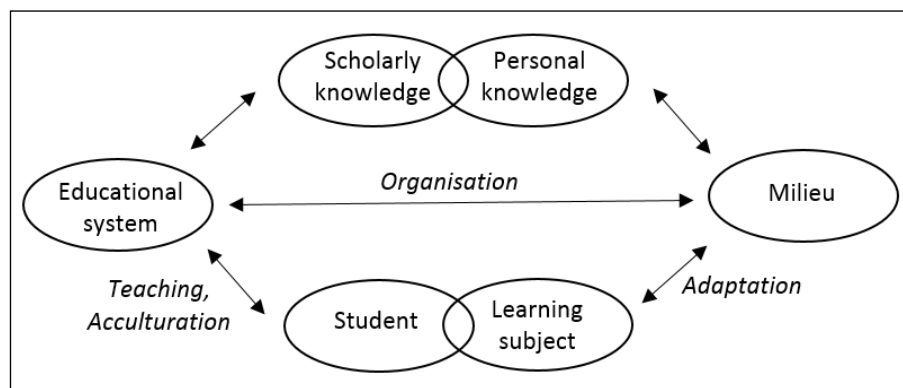 Scholarly
knowledge
Personal
knowledge
Educational
system
Organisation
Milieu
Teaching,
Acculturation
Student
Learning
subject
Adaptation